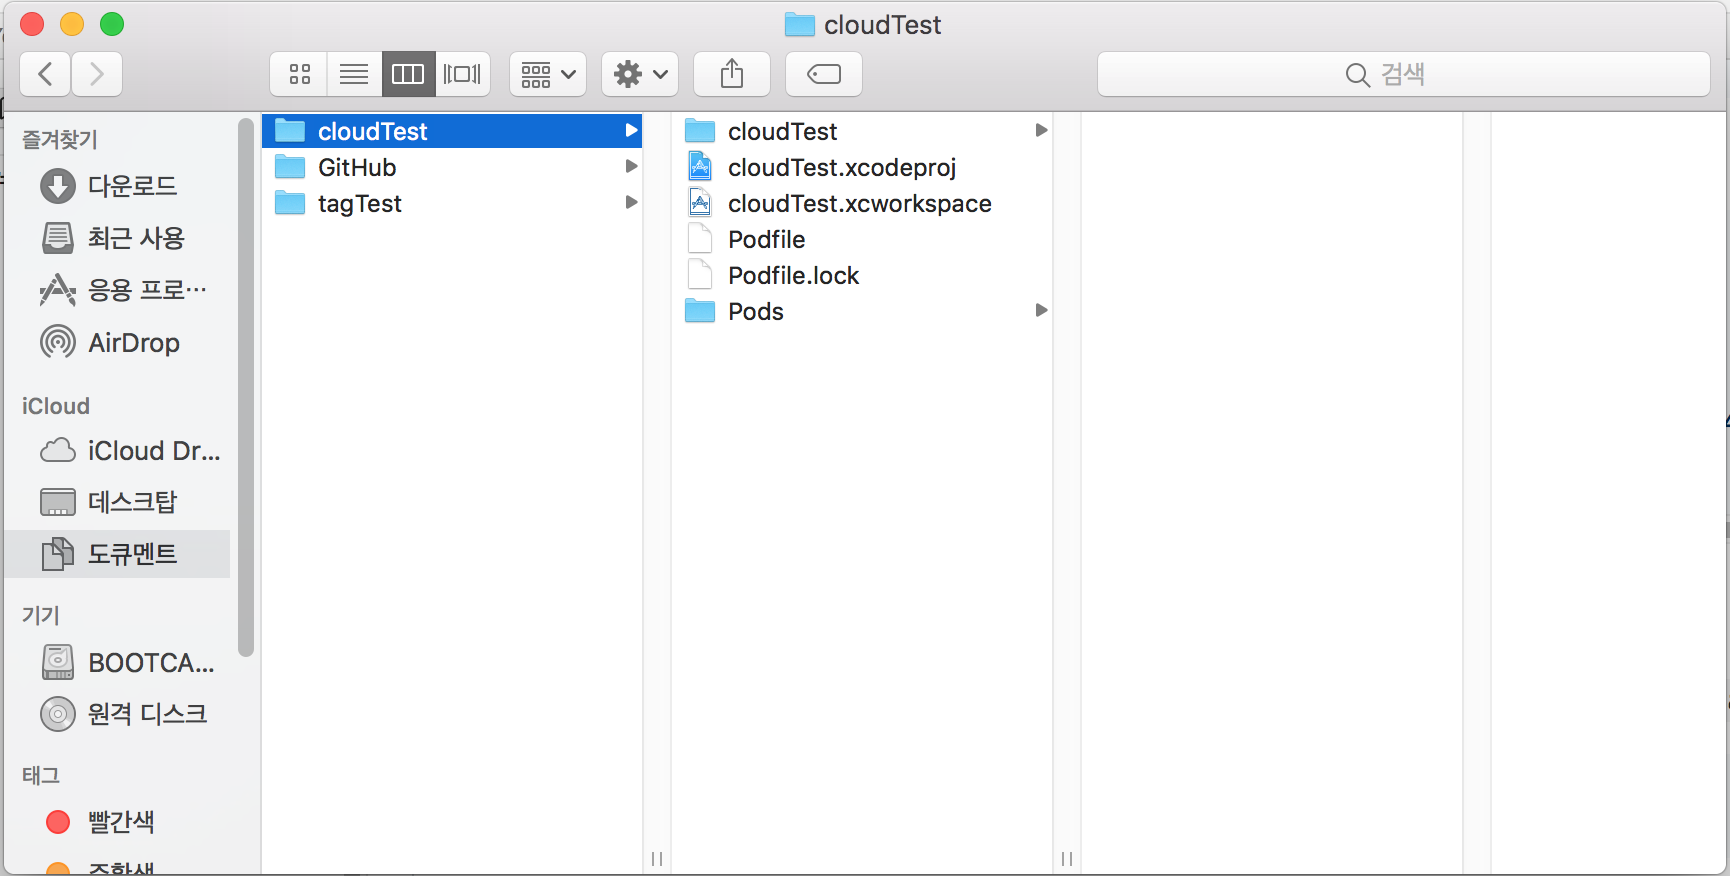 cloudTest
검색
즐겨찾기
다운로드
최근 사용
응용 프로…
AirDrop
iCloud
iCloud Dr...
데스크탑
도큐멘트
기기
BOOTCA...
원격 디스크
태그
빨간색
cloudTest
GitHub
tagTest
cloudTest
cloudTest.xcodeproj
cloudTest.xcworkspace
Podfile
Podfile.lock
Pods